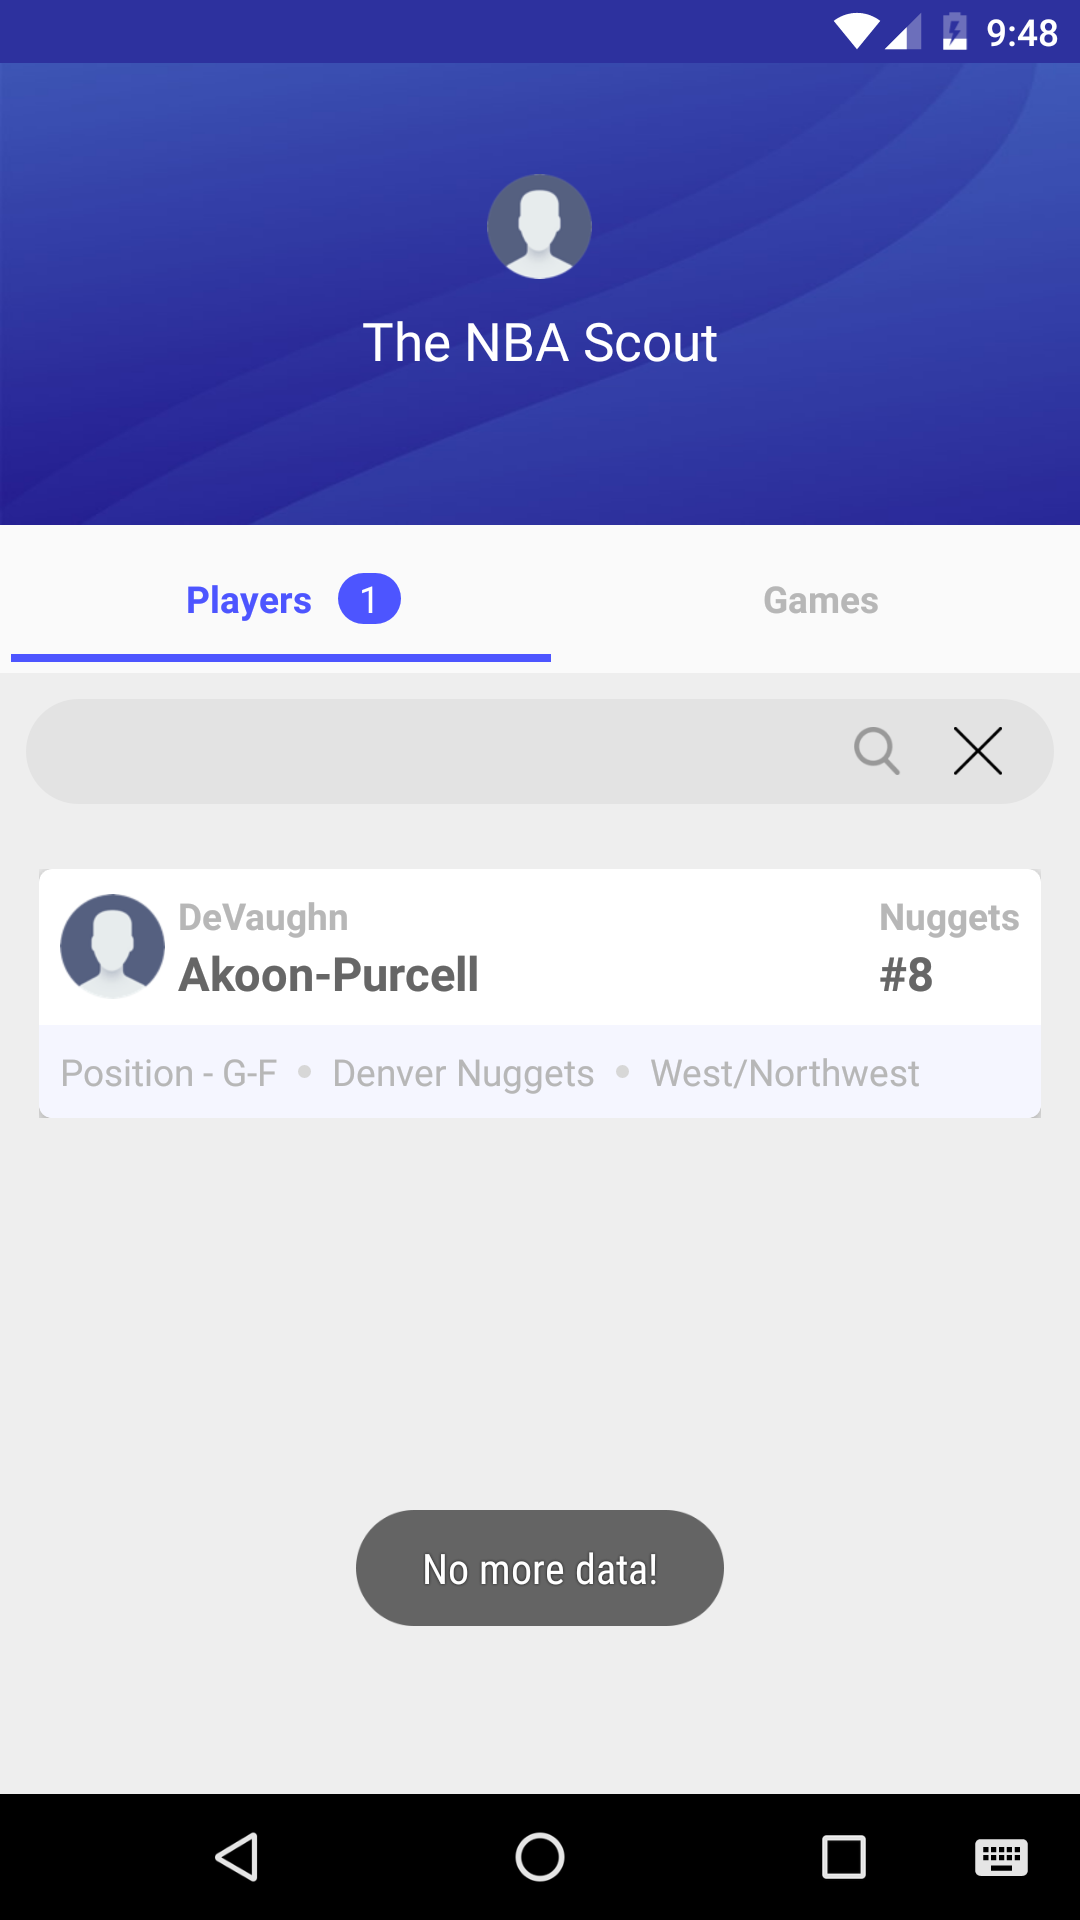 9:48
The NBA Scout
Players 1 Games
DeVaughn Nuggets
Akoon-Purcell #8
Position - G-F • Denver Nuggets • West/Northwest
No more data!